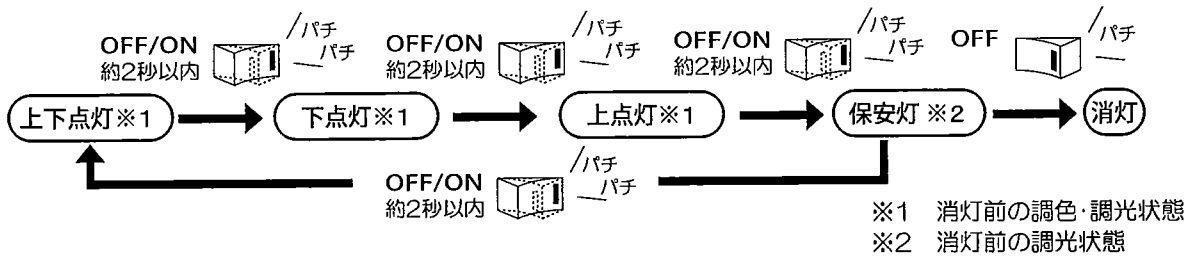 OFF/ON
約2秒以内
パチ
パチ
OFF/ON
約2秒以内
パチ
パチ
OFF/ON
約2秒以内
パチ
パチ
OFF
パチ
上下点灯※1
下点灯※1
上点灯※1
保安灯※2
消灯
OFF/ON
約2秒以内
パチ
パチ
※1 消灯前の調色・調光状態
※2 消灯前の調光状態